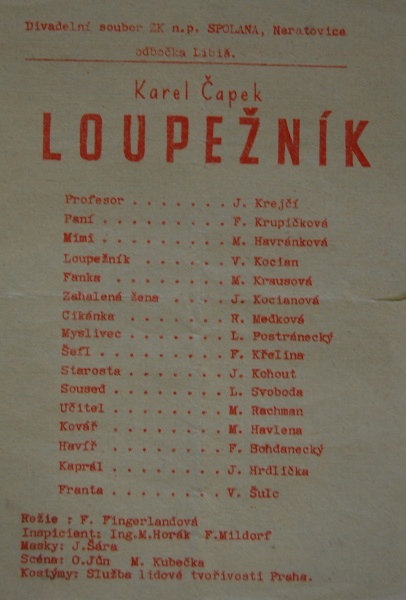 Divadelní soubor ZK n.p. SPOLANA, Neratovice
odbočka Libiš.
Karel Čapek
LOUPEŽNÍK
Profesor . . . . . . . J. Krejčí
Paní . . . . . . . . . F. Krupičková
Mimi . . . . . . . . . M. Havránková
Loupežník . . . . . . V. Kocian
Fanka . . . . . . . . M. Krausová
Zahalená žena . . . . J. Kocianová
Cikánka . . . . . . . R. Medková
Myslivec . . . . . . . L. Postránecký
Šefl . . . . . . . . . F. Křelina
Starosta . . . . . . . J. Kohout
Soused . . . . . . . . L. Svoboda
Učitel . . . . . . . . M. Rachman
Kovář . . . . . . . . M. Havlena
Havíř . . . . . . . . F. Bohdanecký
Kaprál . . . . . . . . J. Hrdlička
Franta . . . . . . . . V. Šulc
Režie : F. Fingerlandová
Inspicient: Ing.M.Horák F.Mildorf
Masky: J.Šára
Scéna: O.Jůn M. Kubečka
Kostýmy: Služba lidové tvořivosti Praha.